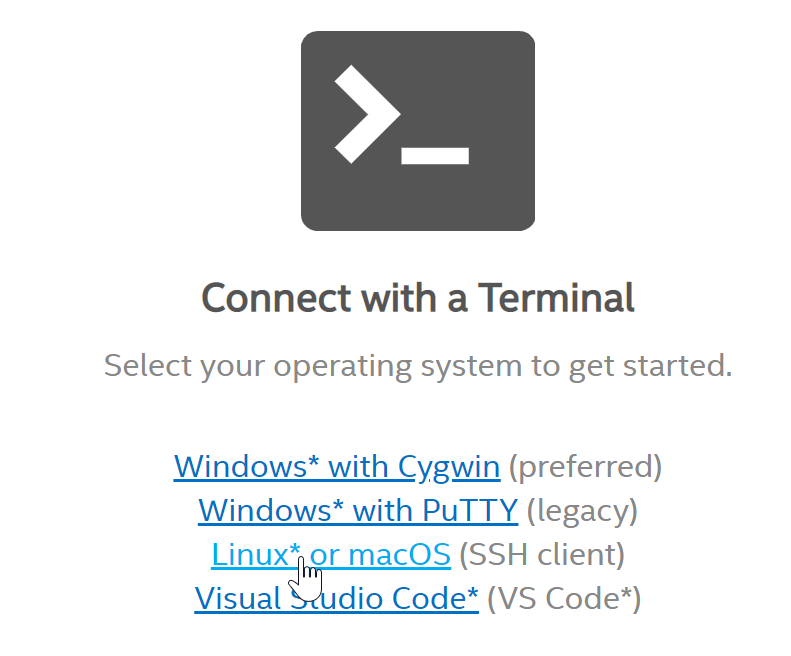 Connect with a Terminal
Select your operating system to get started.
Windows* with Cygwin (preferred)
Windows* with PuTTY (legacy)
Linux* or macOS (SSH client)
Visual Studio Code* (VS Code*)